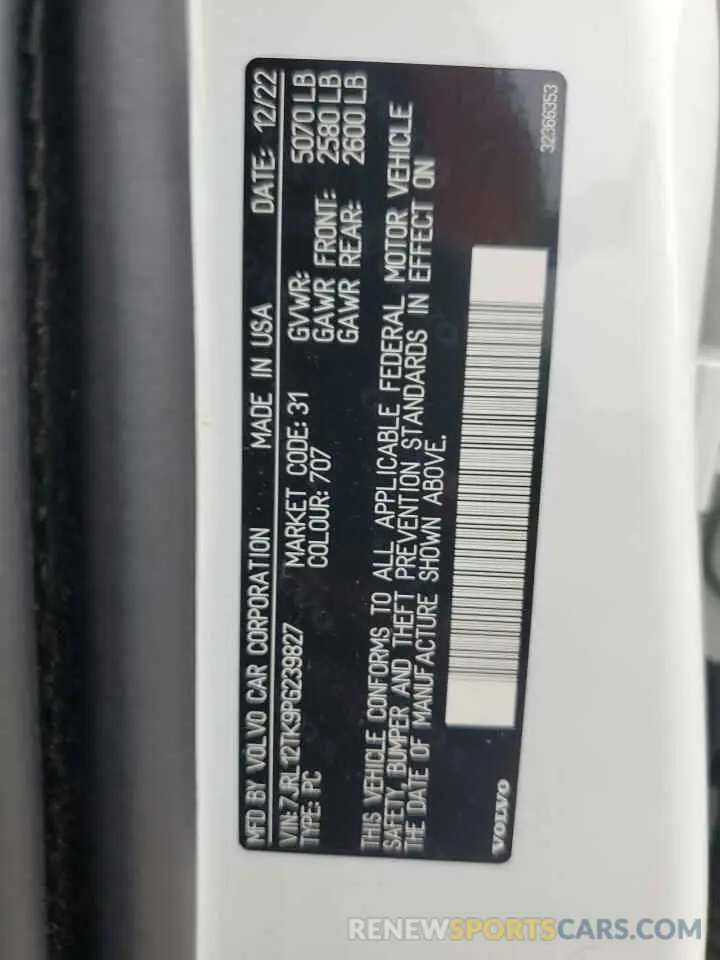 MFD BY VOLVO CAR CORPORATION MADE IN USA DATE: 12/22
VIN: 7JRL12TK9PG239827 MARKET CODE: 31 GVWR: 5070 LB
TYPE: PC COLOUR: 707 GAWR FRONT: 2580 LB
GAWR REAR: 2600 LB
THIS VEHICLE CONFORMS TO ALL APPLICABLE FEDERAL MOTOR VEHICLE
SAFETY, BUMPER AND THEFT PREVENTION STANDARDS IN EFFECT ON
THE DATE OF MANUFACTURE SHOWN ABOVE.
VOLVO
32366353
RENEWSPORTSCARS.COM